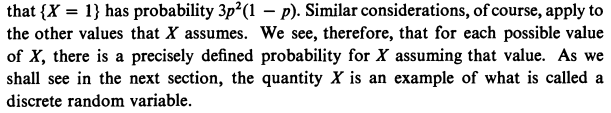 that {X = 1} has probability 3p²(1 − p). Similar considerations, of course, apply to
the other values that X assumes. We see, therefore, that for each possible value
of X, there is a precisely defined probability for X assuming that value. As we
shall see in the next section, the quantity X is an example of what is called a
discrete random variable.